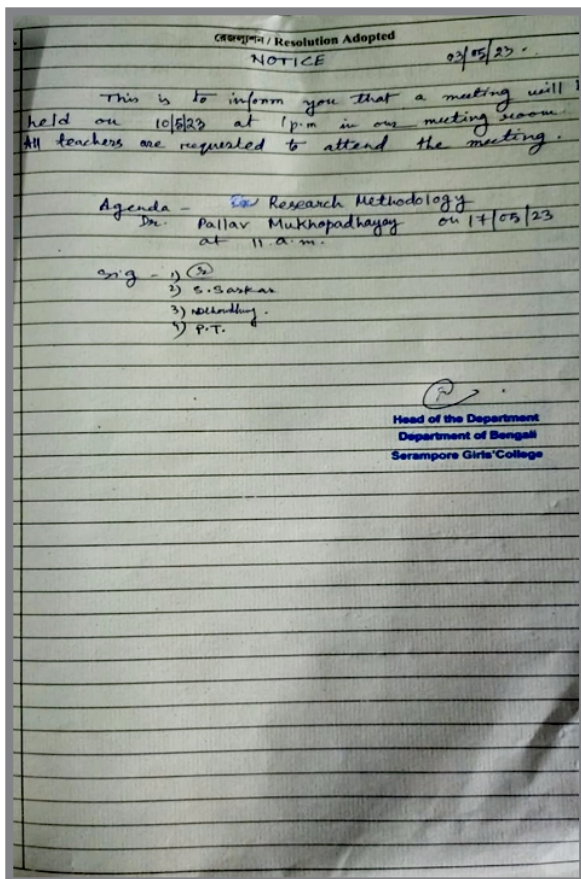 রেজল্যুশন / Resolution Adopted
NOTICE 03/05/23.
This is to inform you that a meeting will
held on 10/5/23 at 1p.m in our meeting room.
All teachers are requested to attend the meeting.
Agenda - Research Methodology
Dr. Pallav Mukhopadhayay on 17/05/23
at 11.a.m.
Sig - 1)
2) S. Sarkar
3) NDChoudhury.
4) P.T.
Head of the Department
Department of Bengali
Serampore Girls'College